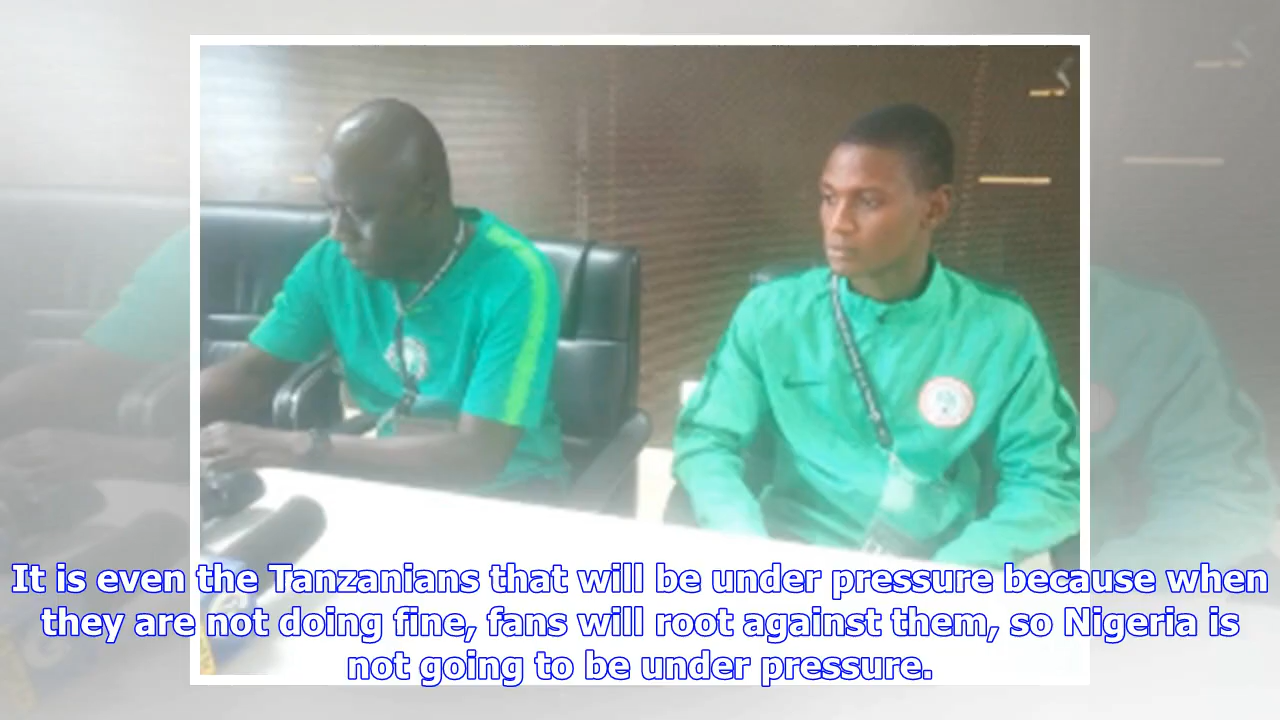 It is even the Tanzanians that will be under pressure because when
they are not doing fine, fans will root against them, so Nigeria is
not going to be under pressure.